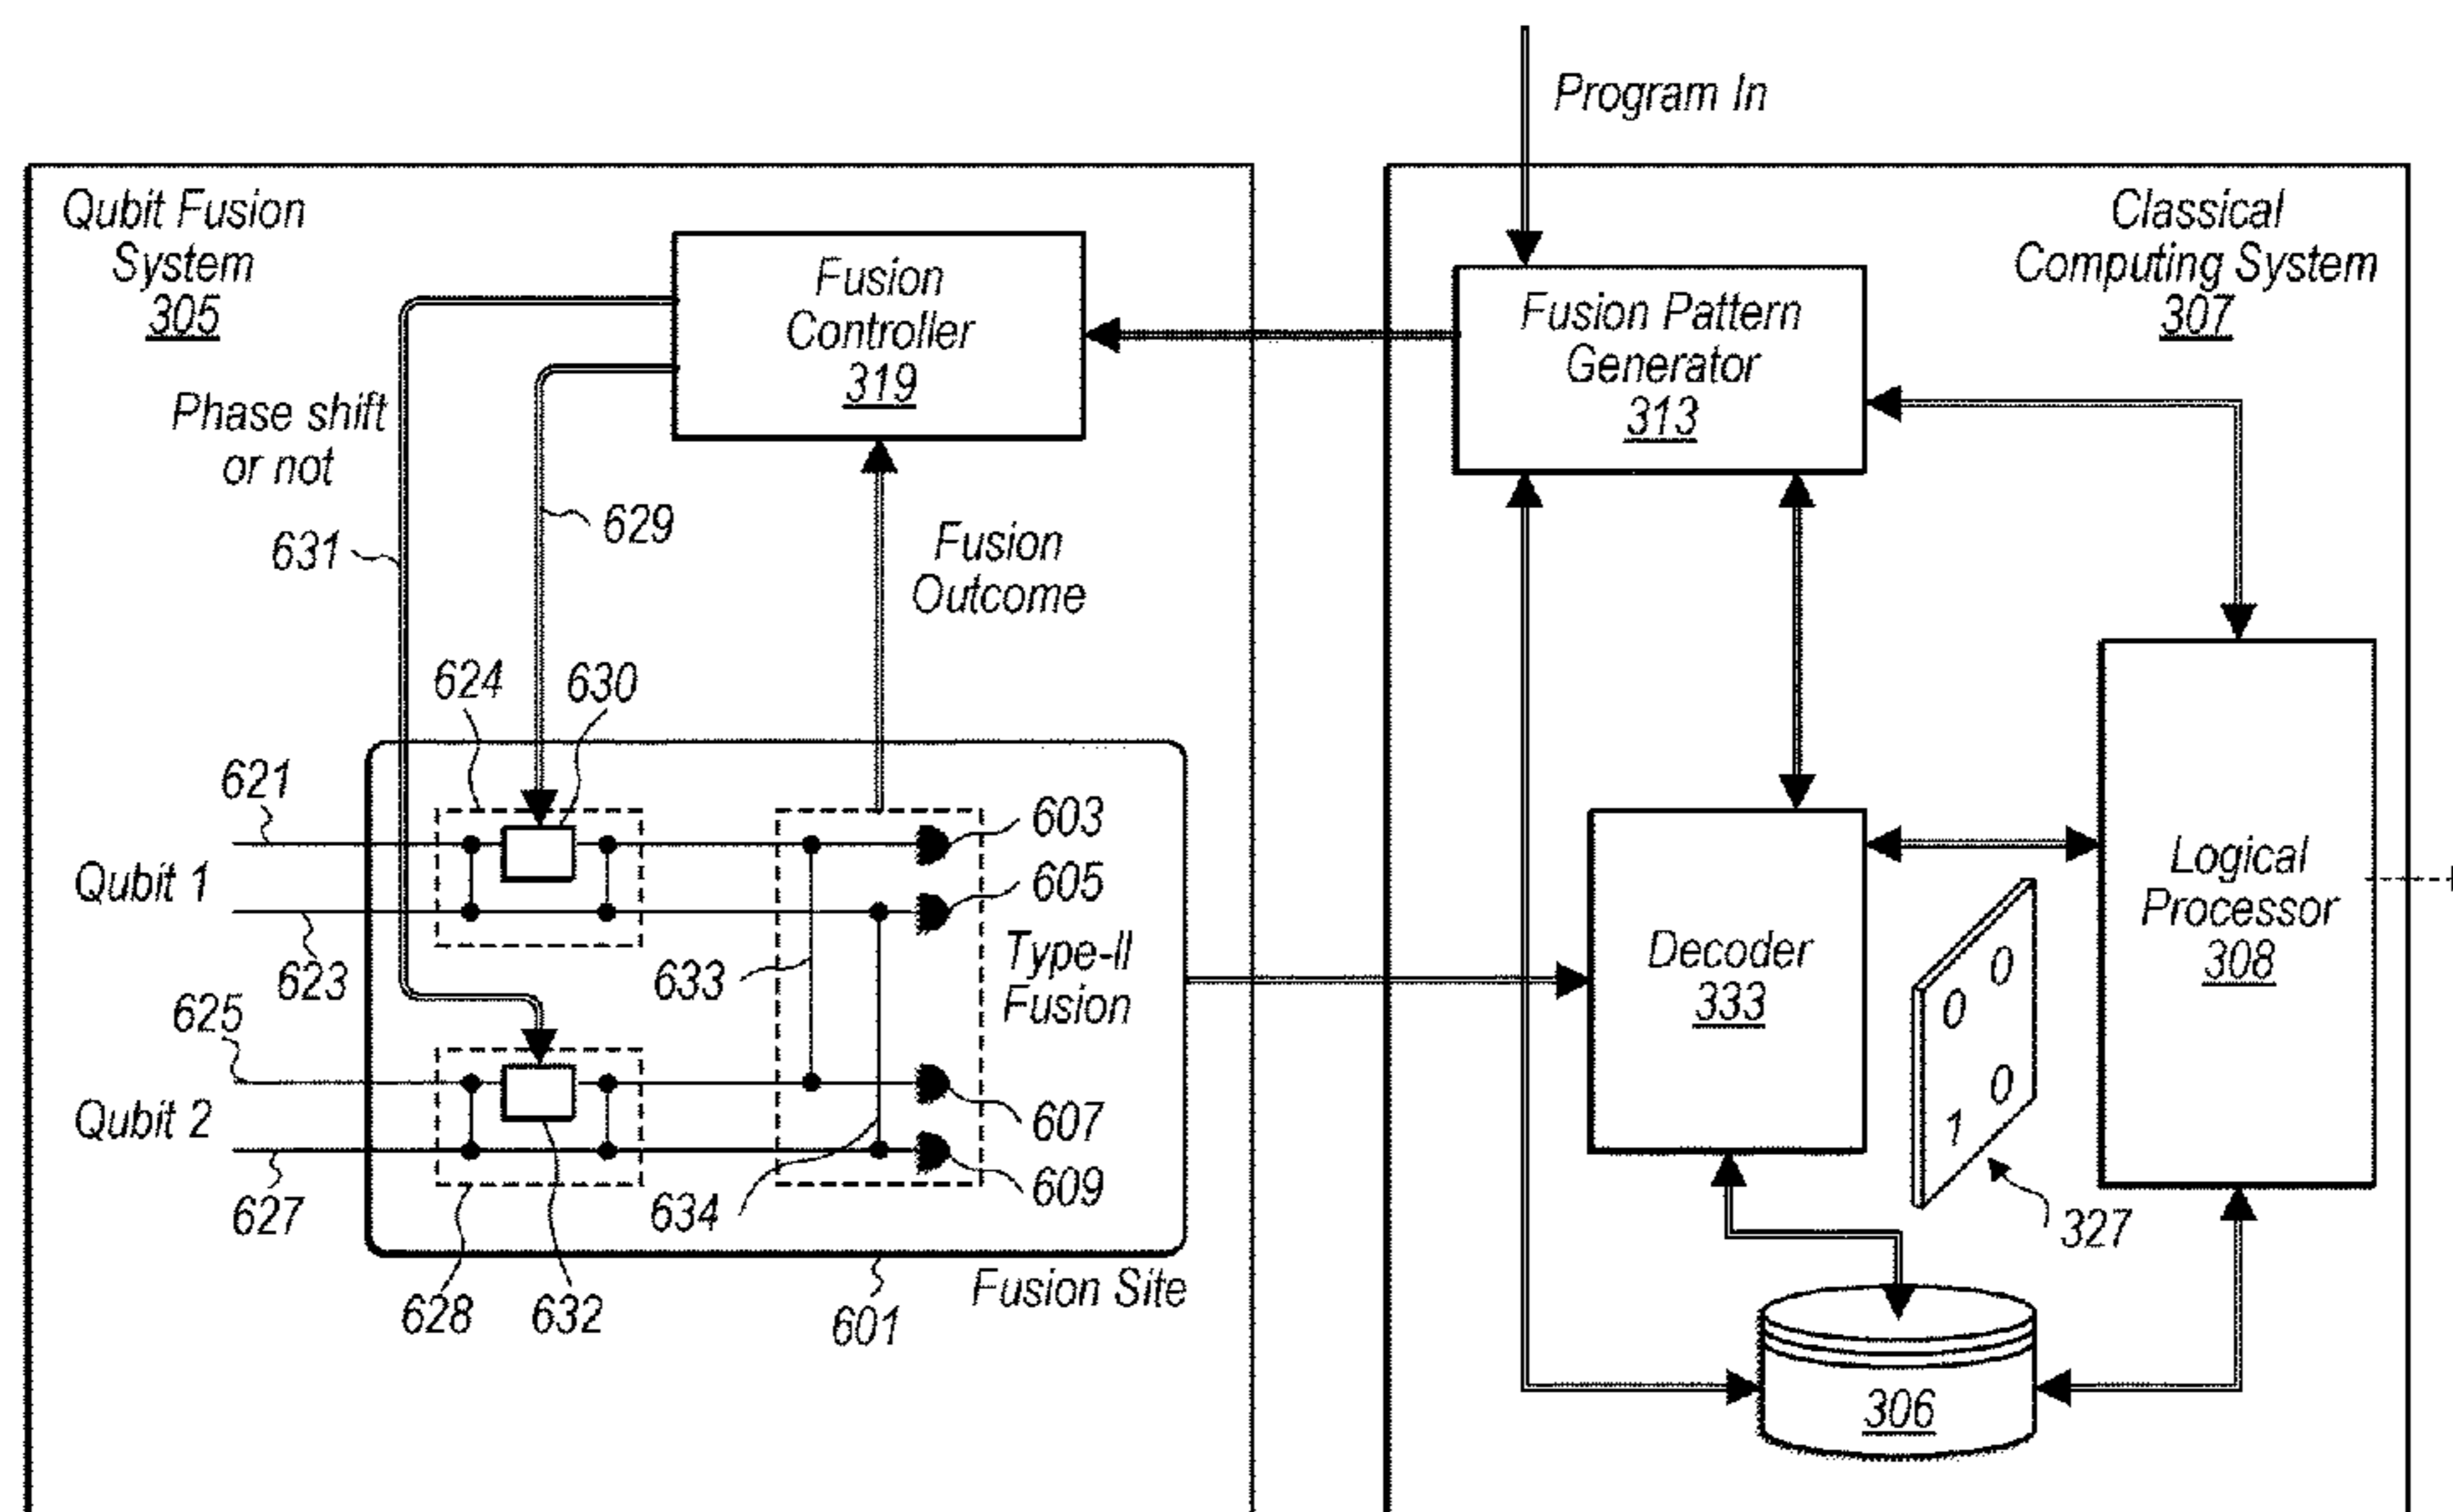 Program In
Qubit Fusion
System
305
Classical
Computing System
307
Fusion
Controller
319
Fusion Pattern
Generator
313
Phase shift
or not
629
631
Fusion
Outcome
624
630
621
603
Qubit 1
605
623
633
Type-II
Fusion
625
Qubit 2
607
609
627
634
628
632
601
Fusion Site
Decoder
333
Logical
Processor
308
0
0
0
1
327
306